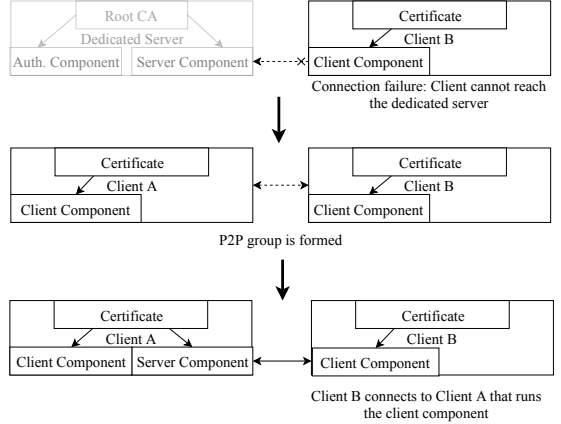 Root CA
Dedicated Server
Auth. Component
Server Component
Certificate
Client B
Client Component
Connection failure: Client cannot reach
the dedicated server
Certificate
Client A
Client Component
Certificate
Client B
Client Component
P2P group is formed
Certificate
Client A
Client Component
Server Component
Certificate
Client B
Client Component
Client B connects to Client A that runs
the client component